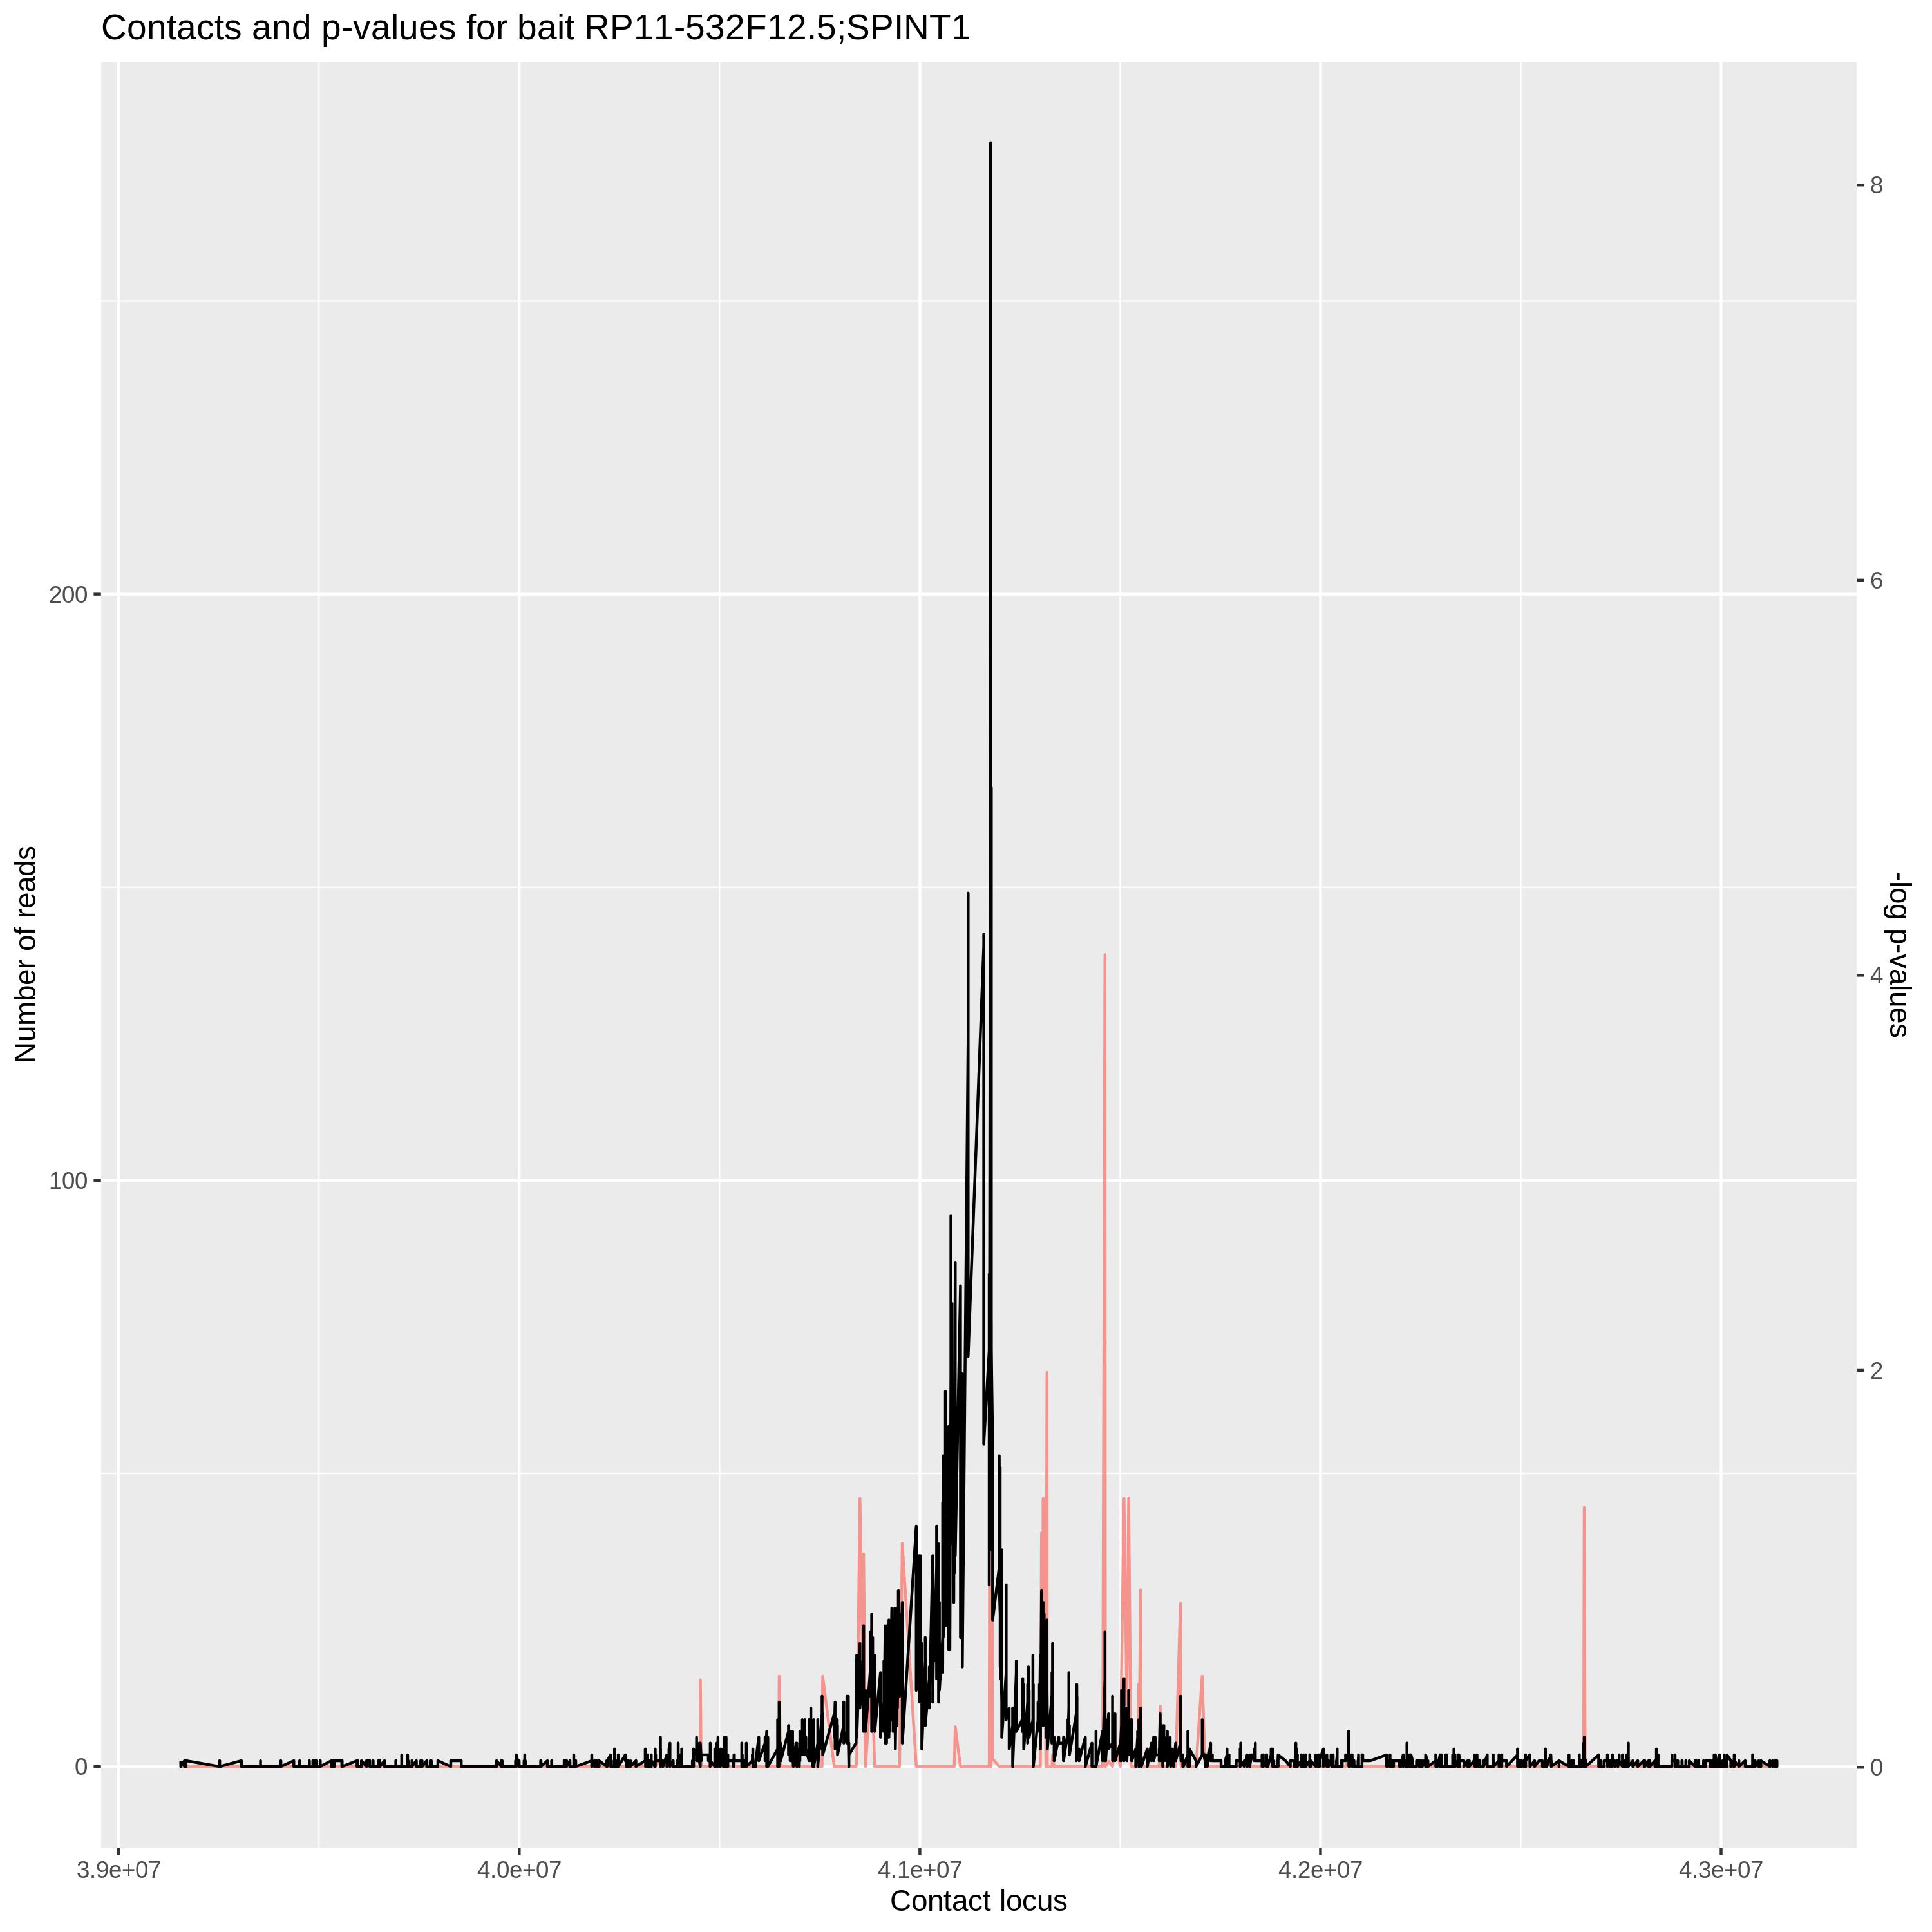 Contacts and p-values for bait RP11-532F12.5;SPINT1
Number of reads
200
100
0
8
6
4
2
0
-log p-values
3.9e+07 4.0e+07 4.1e+07 4.2e+07 4.3e+07
Contact locus